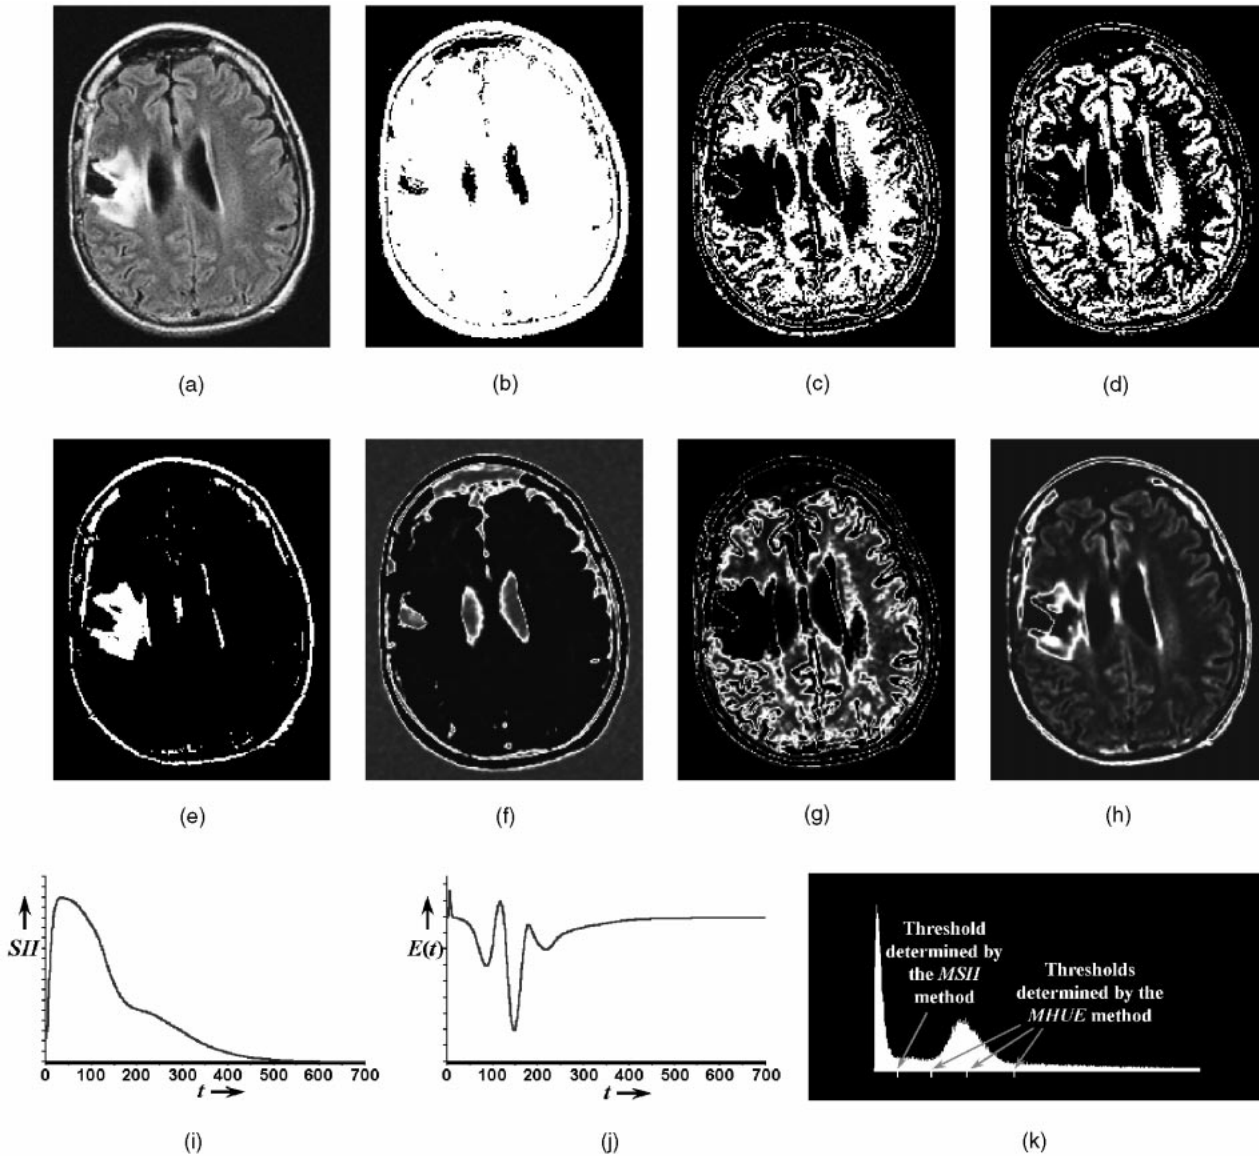 (a)
(b)
(c)
(d)
(e)
(f)
(g)
(h)
SII
0 100 200 300 400 500 600 700
t
E(t)
0 100 200 300 400 500 600 700
t
Threshold
determined by
the MSII
method
Thresholds
determined by the
MHUE method
(i)
(j)
(k)